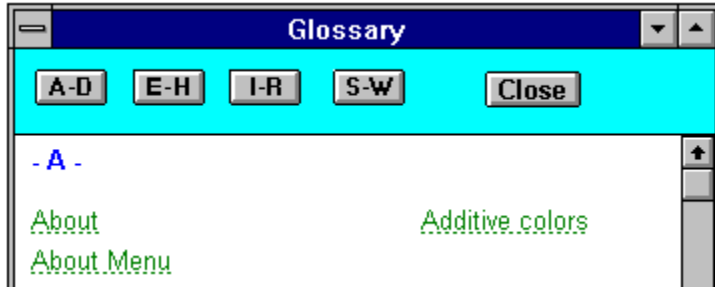 Glossary
A-D E-H I-R S-W Close
- A -
About Additive colors
About Menu